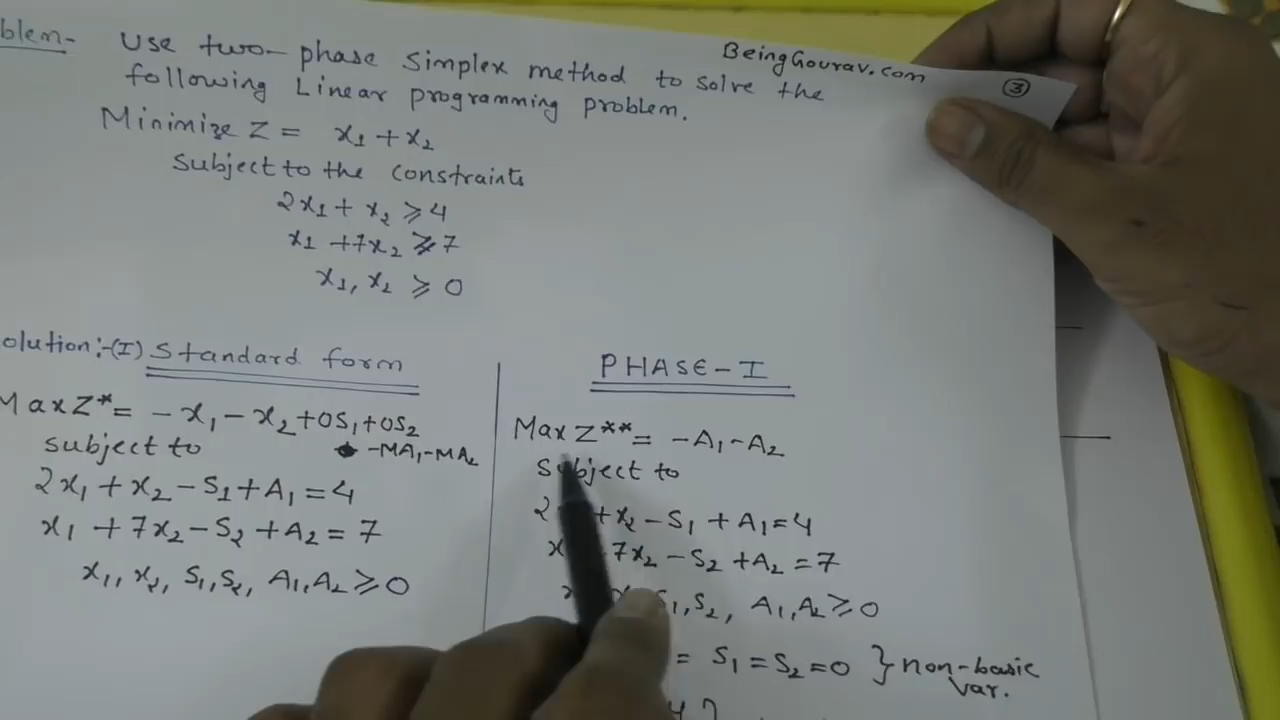 blem- Use two-phase simplex method to solve the
BeingGourav.com
③
following Linear programming problem.
Minimize Z = x₁ + x₂
Subject to the constraints
2x₁ + x₂ ≥ 4
x₁ + 7x₂ ≥ 7
x₁, x₂ ≥ 0
olution:-(I) Standard form
Max Z* = -x₁ - x₂ + 0S₁ + 0S₂
-MA₁-MA₂
subject to
2x₁ + x₂ - S₁ + A₁ = 4
x₁ + 7x₂ - S₂ + A₂ = 7
x₁, x₂, S₁, S₂, A₁, A₂ ≥ 0
PHASE-I
Max Z** = -A₁ - A₂
Subject to
2 + x₂ - S₁ + A₁ = 4
x 7x₂ - S₂ + A₂ = 7
S₁, S₂, A₁, A₂ ≥ 0
= S₁ = S₂ = 0 } non-basic
var.